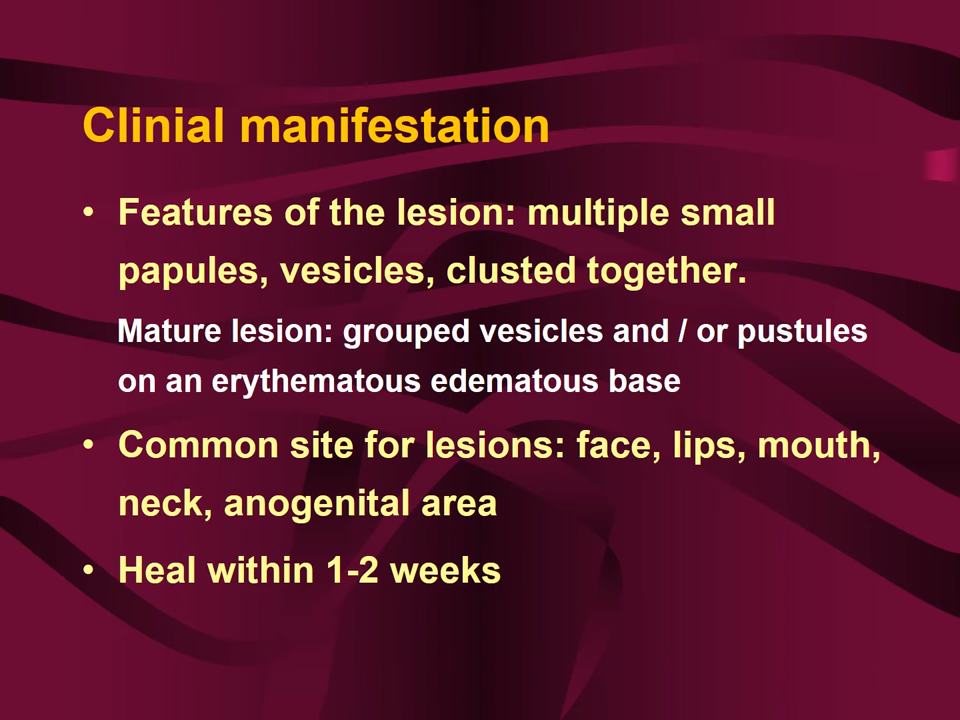 Clinial manifestation
• Features of the lesion: multiple small
papules, vesicles, clusted together.
Mature lesion: grouped vesicles and / or pustules
on an erythematous edematous base
• Common site for lesions: face, lips, mouth,
neck, anogenital area
• Heal within 1-2 weeks